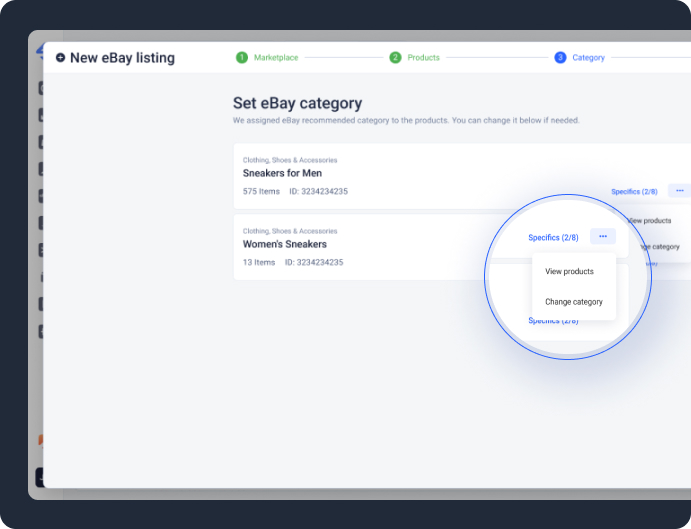 New eBay listing
1 Marketplace
2 Products
3 Category
Set eBay category
We assigned eBay recommended category to the products. You can change it below if needed.
Clothing, Shoes & Accessories
Sneakers for Men
575 Items ID: 3234234235
Specifics (2/8)
View products
category
Clothing, Shoes & Accessories
Women's Sneakers
13 Items ID: 3234234235
Specifics (2/8)
View products
Change category
Specifics (2/8)